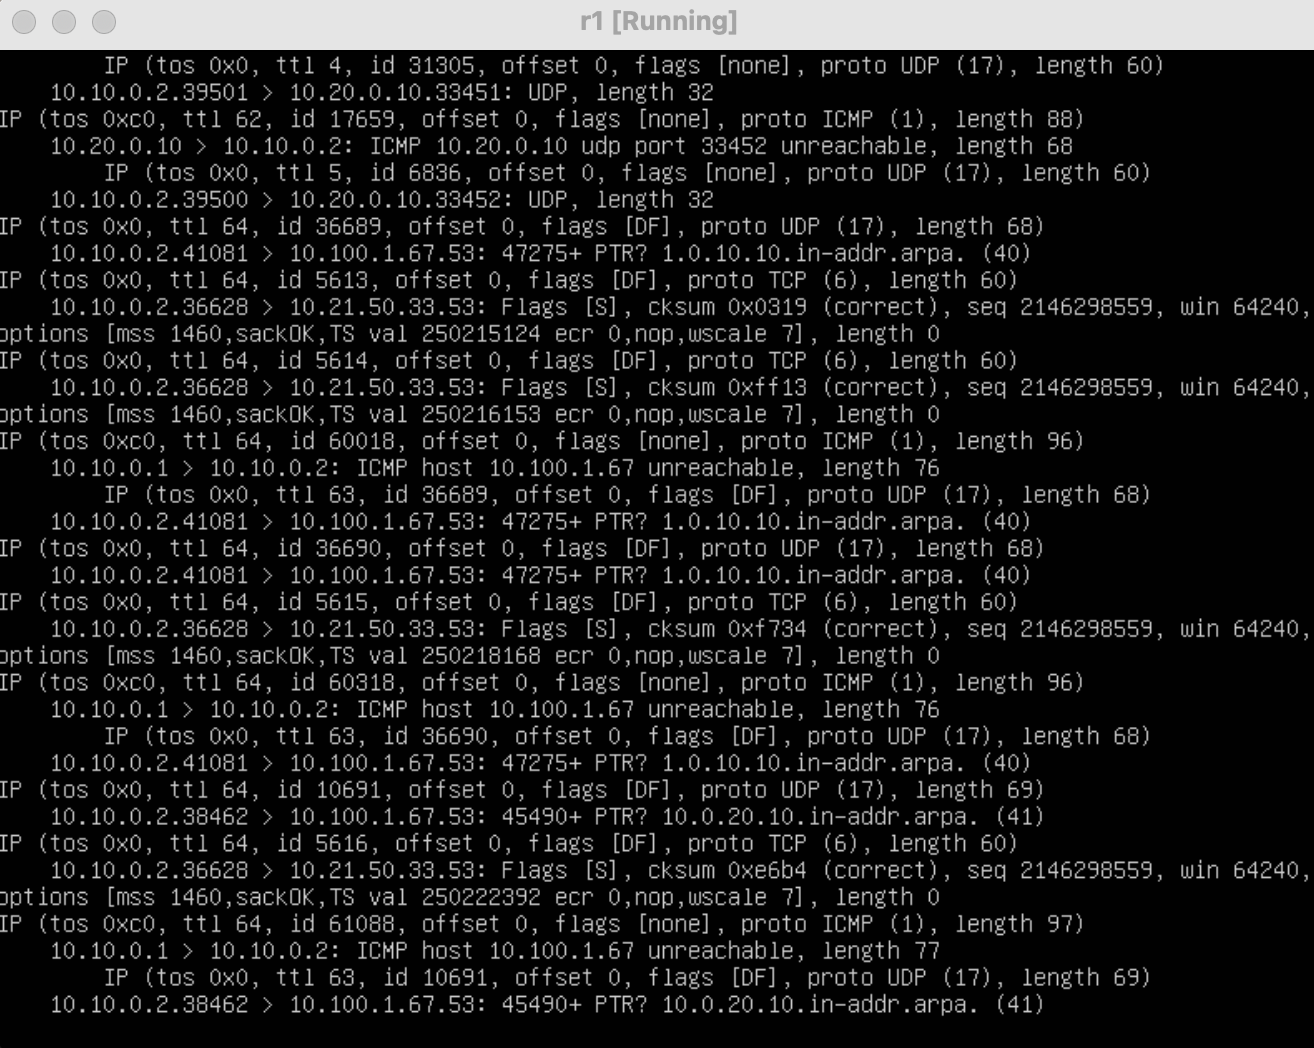 r1 [Running]
IP (tos 0x0, ttl 4, id 31305, offset 0, flags [none], proto UDP (17), length 60)
10.10.0.2.39501 > 10.20.0.10.33451: UDP, length 32
IP (tos 0xc0, ttl 62, id 17659, offset 0, flags [none], proto ICMP (1), length 88)
10.20.0.10 > 10.10.0.2: ICMP 10.20.0.10 udp port 33452 unreachable, length 68
IP (tos 0x0, ttl 5, id 6836, offset 0, flags [none], proto UDP (17), length 60)
10.10.0.2.39500 > 10.20.0.10.33452: UDP, length 32
IP (tos 0x0, ttl 64, id 36689, offset 0, flags [DF], proto UDP (17), length 68)
10.10.0.2.41081 > 10.100.1.67.53: 47275+ PTR? 1.0.10.10.in-addr.arpa. (40)
IP (tos 0x0, ttl 64, id 5613, offset 0, flags [DF], proto TCP (6), length 60)
10.10.0.2.36628 > 10.21.50.33.53: Flags [S], cksum 0x0319 (correct), seq 2146298559, win 64240,
options [mss 1460,sackOK,TS val 250215124 ecr 0,nop,wscale 7], length 0
IP (tos 0x0, ttl 64, id 5614, offset 0, flags [DF], proto TCP (6), length 60)
10.10.0.2.36628 > 10.21.50.33.53: Flags [S], cksum 0xff13 (correct), seq 2146298559, win 64240,
options [mss 1460,sackOK,TS val 250216153 ecr 0,nop,wscale 7], length 0
IP (tos 0xc0, ttl 64, id 60018, offset 0, flags [none], proto ICMP (1), length 96)
10.10.0.1 > 10.10.0.2: ICMP host 10.100.1.67 unreachable, length 76
IP (tos 0x0, ttl 63, id 36689, offset 0, flags [DF], proto UDP (17), length 68)
10.10.0.2.41081 > 10.100.1.67.53: 47275+ PTR? 1.0.10.10.in-addr.arpa. (40)
IP (tos 0x0, ttl 64, id 36690, offset 0, flags [DF], proto UDP (17), length 68)
10.10.0.2.41081 > 10.100.1.67.53: 47275+ PTR? 1.0.10.10.in-addr.arpa. (40)
IP (tos 0x0, ttl 64, id 5615, offset 0, flags [DF], proto TCP (6), length 60)
10.10.0.2.36628 > 10.21.50.33.53: Flags [S], cksum 0xf734 (correct), seq 2146298559, win 64240,
options [mss 1460,sackOK,TS val 250218168 ecr 0,nop,wscale 7], length 0
IP (tos 0xc0, ttl 64, id 60318, offset 0, flags [none], proto ICMP (1), length 96)
10.10.0.1 > 10.10.0.2: ICMP host 10.100.1.67 unreachable, length 76
IP (tos 0x0, ttl 63, id 36690, offset 0, flags [DF], proto UDP (17), length 68)
10.10.0.2.41081 > 10.100.1.67.53: 47275+ PTR? 1.0.10.10.in-addr.arpa. (40)
IP (tos 0x0, ttl 64, id 10691, offset 0, flags [DF], proto UDP (17), length 69)
10.10.0.2.38462 > 10.100.1.67.53: 45490+ PTR? 10.0.20.10.in-addr.arpa. (41)
IP (tos 0x0, ttl 64, id 5616, offset 0, flags [DF], proto TCP (6), length 60)
10.10.0.2.36628 > 10.21.50.33.53: Flags [S], cksum 0xe6b4 (correct), seq 2146298559, win 64240,
options [mss 1460,sackOK,TS val 250222392 ecr 0,nop,wscale 7], length 0
IP (tos 0xc0, ttl 64, id 61088, offset 0, flags [none], proto ICMP (1), length 97)
10.10.0.1 > 10.10.0.2: ICMP host 10.100.1.67 unreachable, length 77
IP (tos 0x0, ttl 63, id 10691, offset 0, flags [DF], proto UDP (17), length 69)
10.10.0.2.38462 > 10.100.1.67.53: 45490+ PTR? 10.0.20.10.in-addr.arpa. (41)